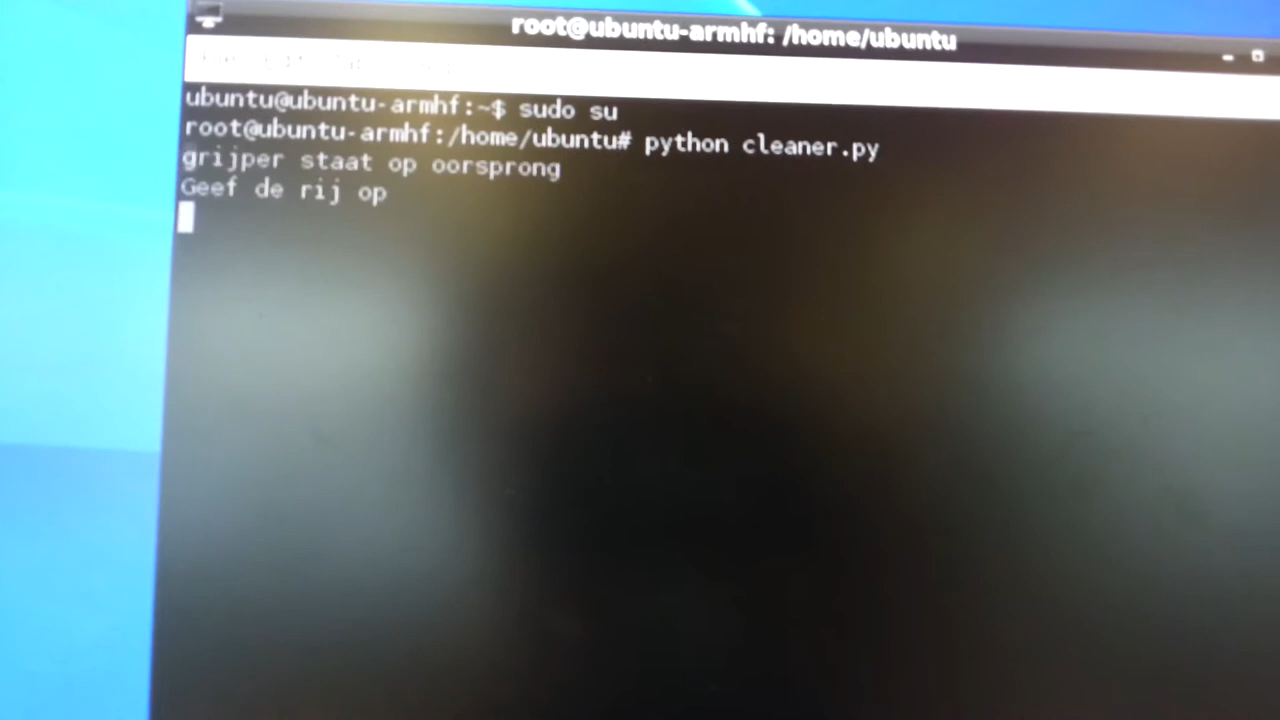 root@ubuntu-armhf: /home/ubuntu
ubuntu@ubuntu-armhf:~$ sudo su
root@ubuntu-armhf:/home/ubuntu# python cleaner.py
grijper staat op oorsprong
Geef de rij op